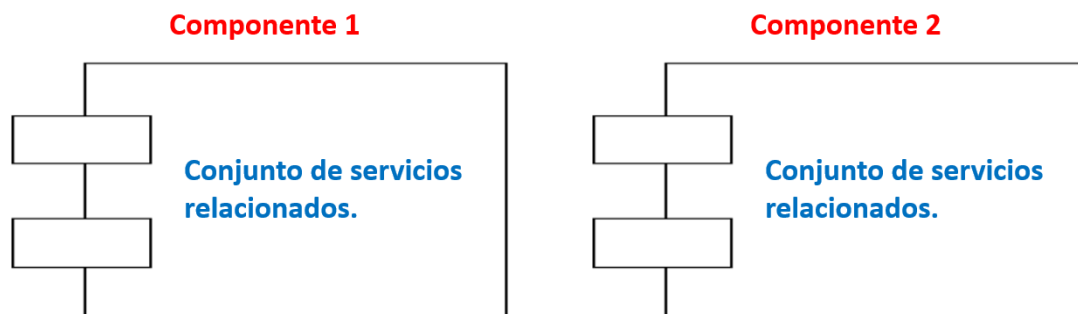 Componente 1
Conjunto de servicios
relacionados.
Componente 2
Conjunto de servicios
relacionados.